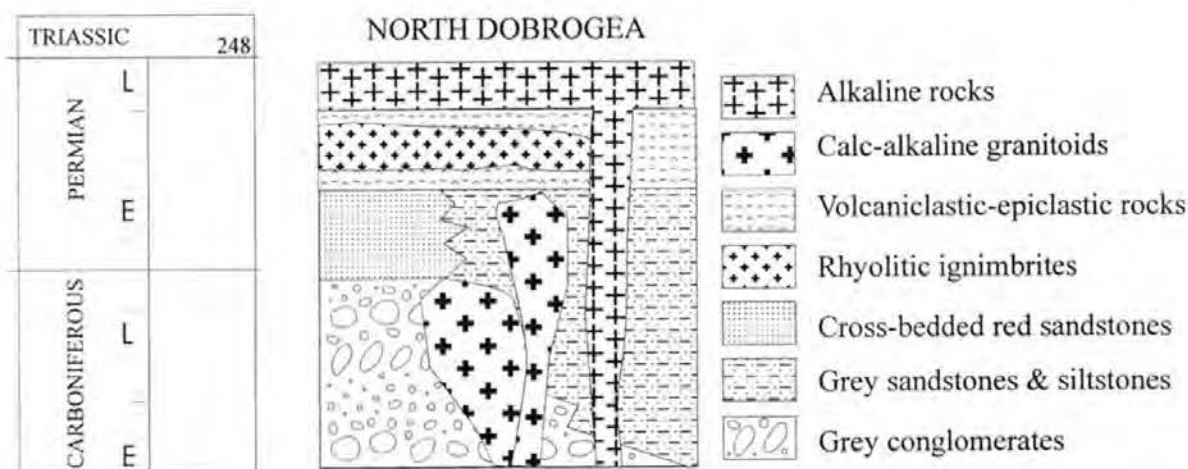 TRIASSIC 248
PERMIAN
L
E
CARBONIFEROUS
L
E
NORTH DOBROGEA
Alkaline rocks
Calc-alkaline granitoids
Volcaniclastic-epiclastic rocks
Rhyolitic ignimbrites
Cross-bedded red sandstones
Grey sandstones & siltstones
Grey conglomerates